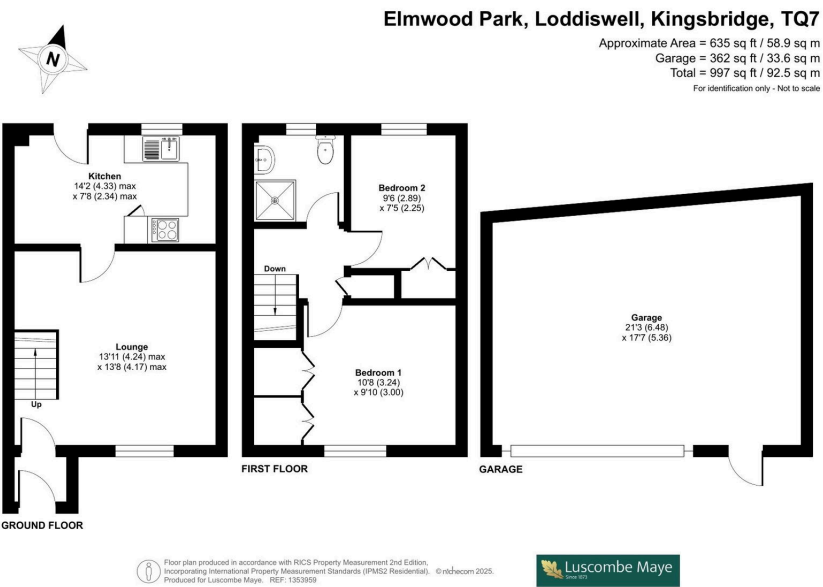 Elmwood Park, Loddiswell, Kingsbridge, TQ7
Approximate Area = 635 sq ft / 58.9 sq m
Garage = 362 sq ft / 33.6 sq m
Total = 997 sq ft / 92.5 sq m
For identification only - Not to scale
N
Kitchen
14'2 (4.33) max
x 7'8 (2.34) max
Lounge
13'11 (4.24) max
x 13'8 (4.17) max
Up
GROUND FLOOR
Bedroom 2
9'6 (2.89)
x 7'5 (2.25)
Down
Bedroom 1
10'8 (3.24)
x 9'10 (3.00)
FIRST FLOOR
Garage
21'3 (6.48)
x 17'7 (5.36)
GARAGE
Floor plan produced in accordance with RICS Property Measurement 2nd Edition,
Incorporating International Property Measurement Standards (IPMS2 Residential). © nichecom 2025.
Produced for Luscombe Maye. REF: 1353959
Luscombe Maye
Since 1873